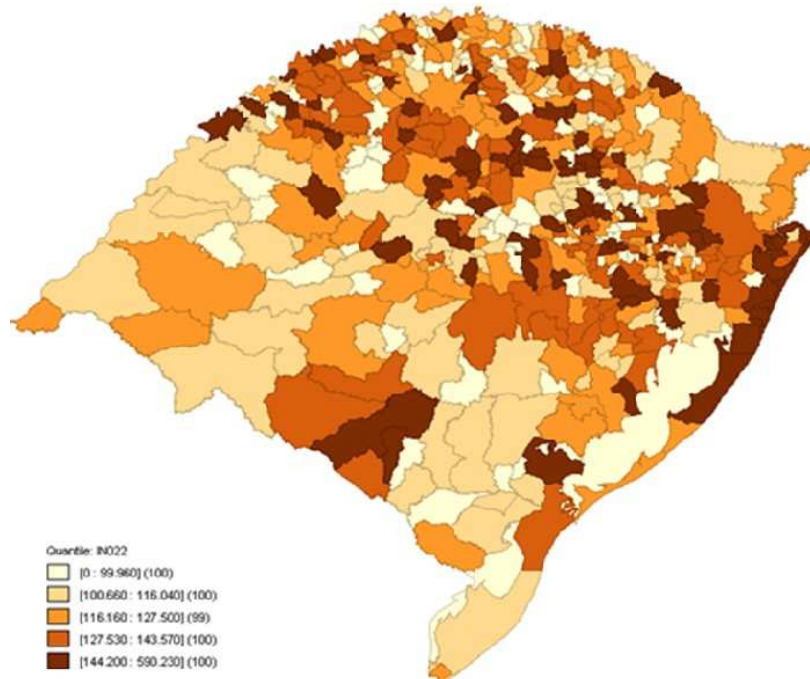 Quantile: IN022
[0 : 99.960] (100)
[100.660 : 116.040] (100)
[116.160 : 127.500] (99)
[127.530 : 143.570] (100)
[144.200 : 590.230] (100)